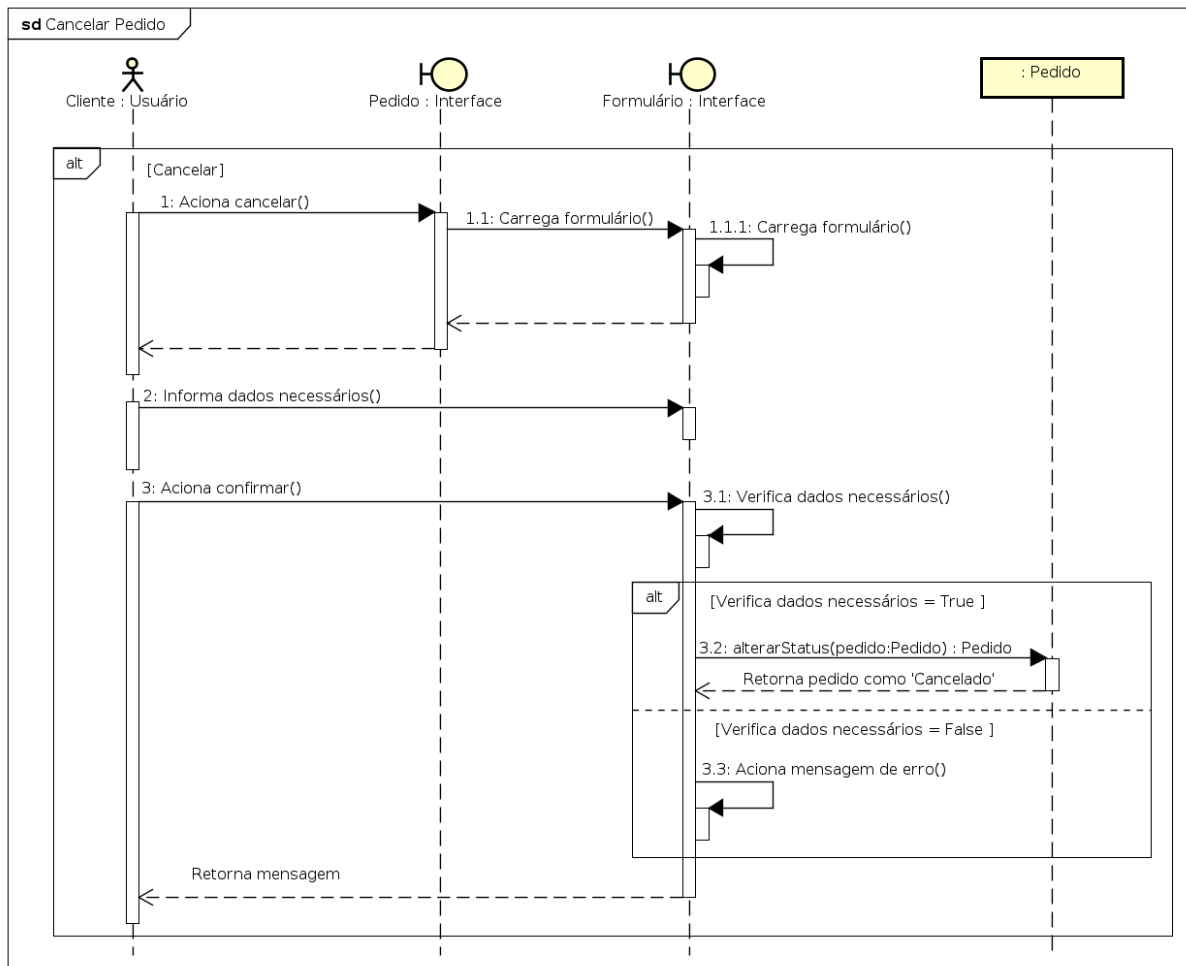 sd Cancelar Pedido
Cliente : Usuário
Pedido : Interface
Formulário : Interface
: Pedido
alt
[Cancelar]
1: Aciona cancelar()
1.1: Carrega formulário()
1.1.1: Carrega formulário()
2: Informa dados necessários()
3: Aciona confirmar()
3.1: Verifica dados necessários()
alt
[Verifica dados necessários = True ]
3.2: alterarStatus(pedido:Pedido) : Pedido
Retorna pedido como 'Cancelado'
[Verifica dados necessários = False ]
3.3: Aciona mensagem de erro()
Retorna mensagem